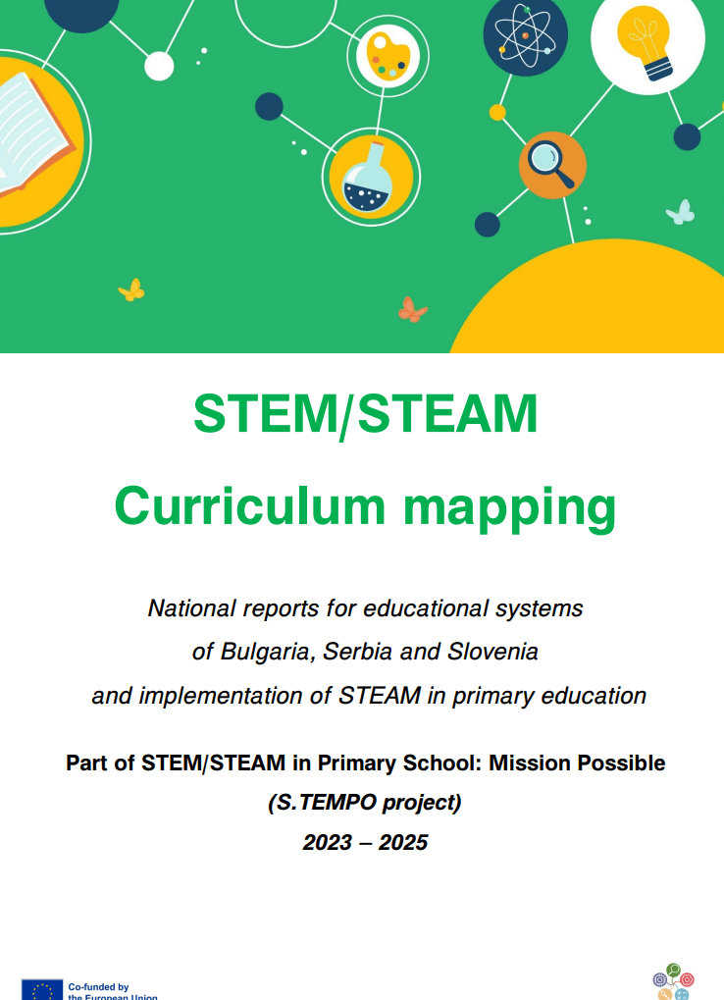 STEM/STEAM
Curriculum mapping
National reports for educational systems
of Bulgaria, Serbia and Slovenia
and implementation of STEAM in primary education
Part of STEM/STEAM in Primary School: Mission Possible
(S.TEMPO project)
2023 – 2025
Co-funded by
the European Union